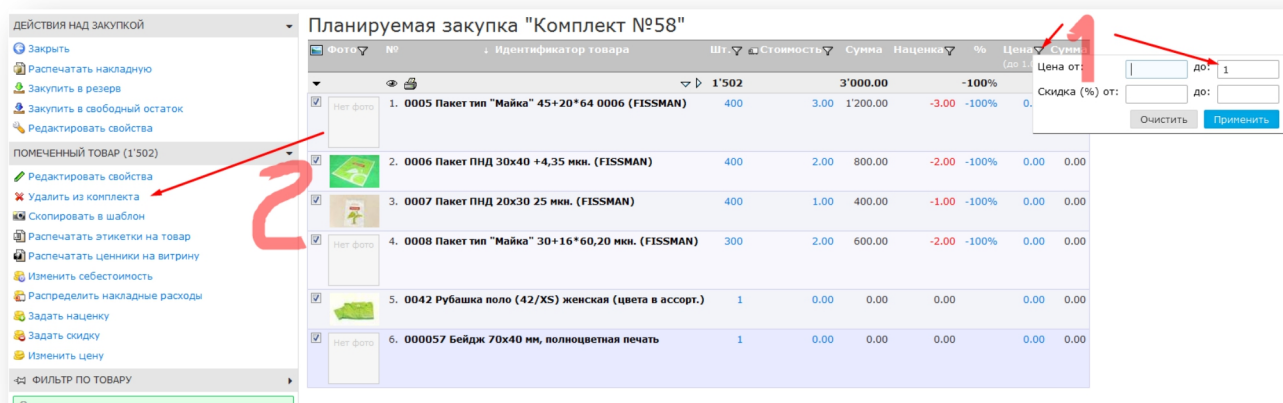 ДЕЙСТВИЯ НАД ЗАКУПКОЙ
Закрыть
Распечатать накладную
Закупить в резерв
Закупить в свободный остаток
Редактировать свойства
ПОМЕЧЕННЫЙ ТОВАР (1'502)
Редактировать свойства
Удалить из комплекта
Скопировать в шаблон
Распечатать этикетки на товар
Распечатать ценники на витрину
Изменить себестоимость
Распределить накладные расходы
Задать наценку
Задать скидку
Изменить цену
ФИЛЬТР ПО ТОВАРУ
Планируемая закупка "Комплект №58"
Фото № ↓ Идентификатор товара Шт. Стоимость Сумма Наценка % Цена Сумма
1'502 3'000.00 -100%
Нет фото 1. 0005 Пакет тип "Майка" 45+20*64 0006 (FISSMAN) 400 3.00 1'200.00 -3.00 -100%
2. 0006 Пакет ПНД 30х40 +4,35 мкн. (FISSMAN) 400 2.00 800.00 -2.00 -100% 0.00 0.00
3. 0007 Пакет ПНД 20х30 25 мкн. (FISSMAN) 400 1.00 400.00 -1.00 -100% 0.00 0.00
Нет фото 4. 0008 Пакет тип "Майка" 30+16*60,20 мкн. (FISSMAN) 300 2.00 600.00 -2.00 -100% 0.00 0.00
5. 0042 Рубашка поло (42/XS) женская (цвета в ассорт.) 1 0.00 0.00 0.00 0.00 0.00
Нет фото 6. 000057 Бейдж 70х40 мм, полноцветная печать 1 0.00 0.00 0.00 0.00 0.00
Цена от: до: 1
Скидка (%) от: до:
Очистить Применить
1
2